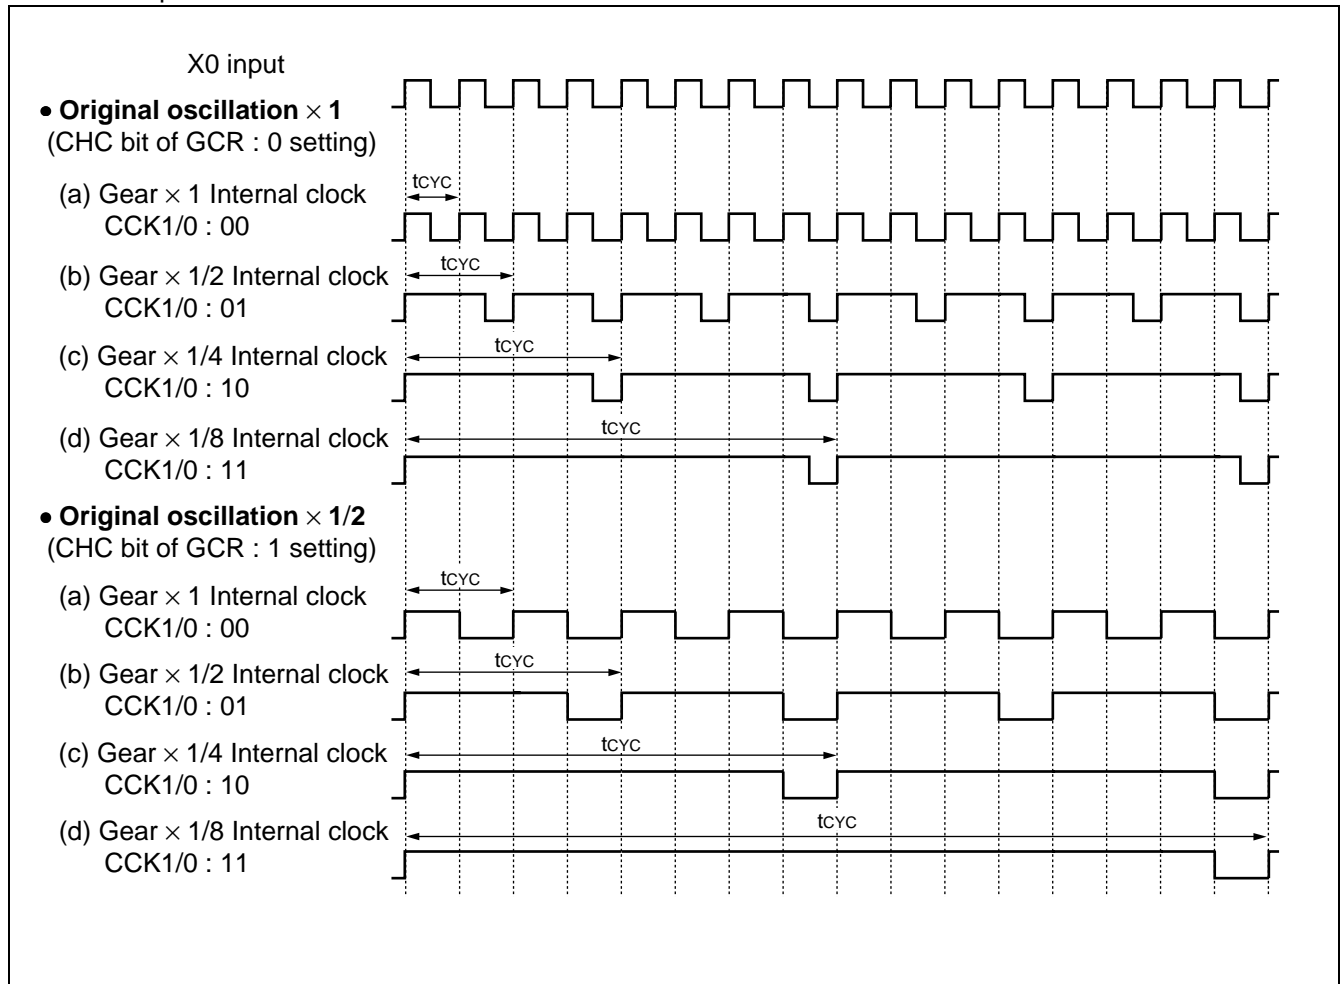 X0 input
• Original oscillation × 1
(CHC bit of GCR : 0 setting)
(a) Gear × 1 Internal clock
CCK1/0 : 00
tCYC
(b) Gear × 1/2 Internal clock
CCK1/0 : 01
tCYC
(c) Gear × 1/4 Internal clock
CCK1/0 : 10
tCYC
(d) Gear × 1/8 Internal clock
CCK1/0 : 11
tCYC
• Original oscillation × 1/2
(CHC bit of GCR : 1 setting)
(a) Gear × 1 Internal clock
CCK1/0 : 00
tCYC
(b) Gear × 1/2 Internal clock
CCK1/0 : 01
tCYC
(c) Gear × 1/4 Internal clock
CCK1/0 : 10
tCYC
(d) Gear × 1/8 Internal clock
CCK1/0 : 11
tCYC